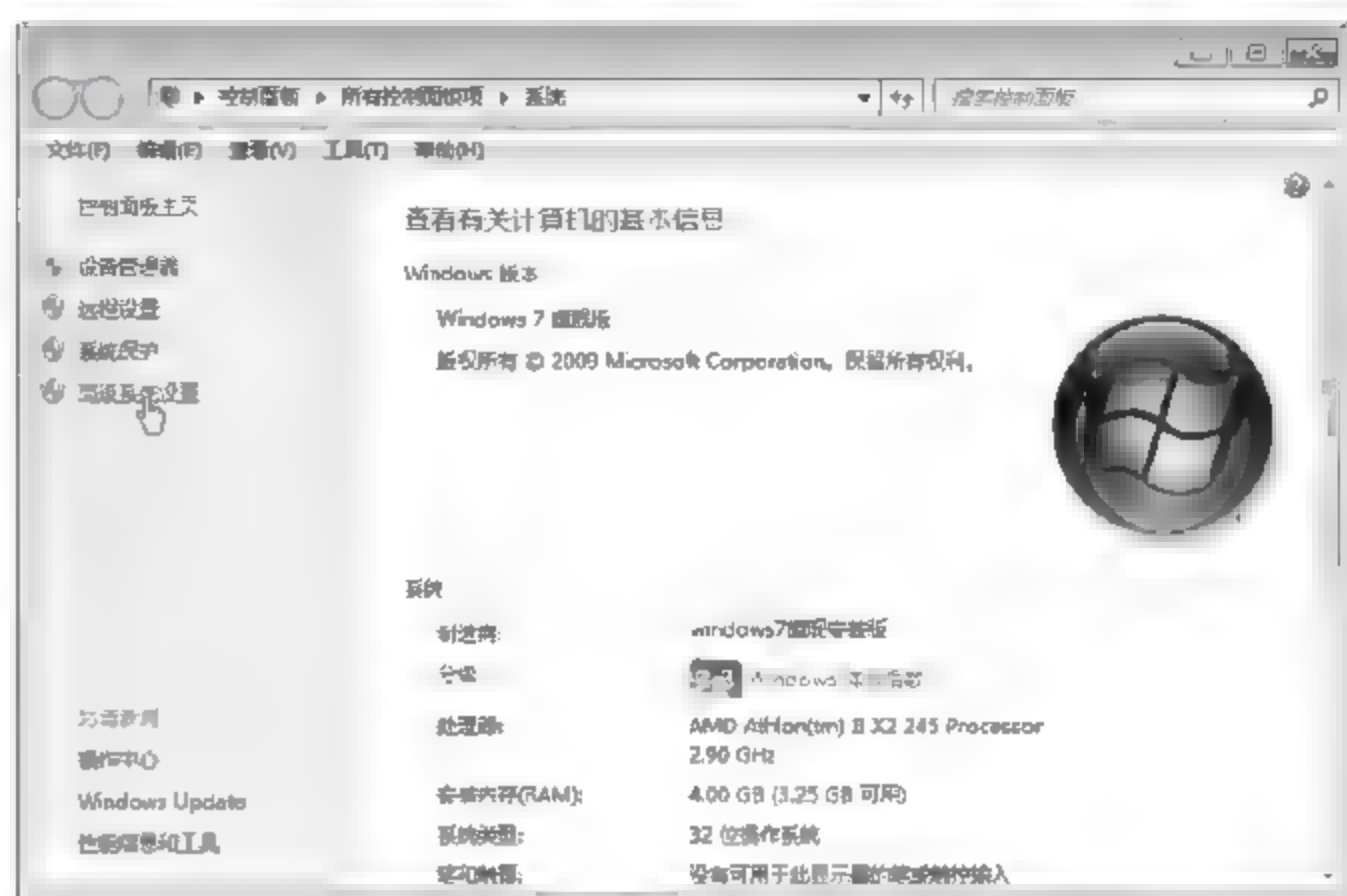 控制面板 ▸ 所有控制面板项 ▸ 系统
搜索控制面板
文件(F) 编辑(E) 查看(V) 工具(T) 帮助(H)
控制面板主页
设备管理器
远程设置
系统保护
高级系统设置
查看有关计算机的基本信息
Windows 版本
Windows 7 旗舰版
版权所有 © 2009 Microsoft Corporation。保留所有权利。
系统
制造商: windows7旗舰安装版
分级
Windows
处理器: AMD Athlon(tm) II X2 245 Processor
2.90 GHz
安装内存(RAM): 4.00 GB (3.25 GB 可用)
系统类型: 32 位操作系统
笔和触摸: 没有可用于此显示器的笔或触控输入
另请参阅
操作中心
Windows Update
性能信息和工具